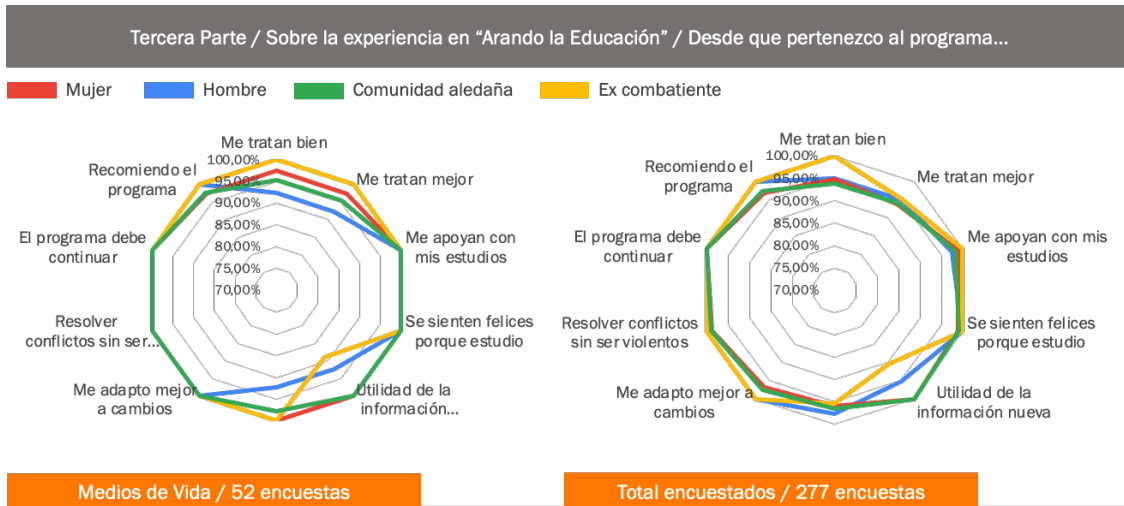 Tercera Parte / Sobre la experiencia en “Arando la Educación” / Desde que pertenezco al programa...
Mujer
Hombre
Comunidad aledaña
Ex combatiente
Me tratan bien
Me tratan mejor
Me apoyan con
mis estudios
Se sienten felices
porque estudio
Utilidad de la
información...
Me adapto mejor
a cambios
Resolver
conflictos sin ser...
El programa debe
continuar
Recomiendo el
programa
100,00%
95,00%
90,00%
85,00%
80,00%
75,00%
70,00%
Medios de Vida / 52 encuestas
Me tratan bien
Me tratan mejor
Me apoyan con mis
estudios
Se sienten felices
porque estudio
Utilidad de la
información nueva
Me adapto mejor a
cambios
Resolver conflictos
sin ser violentos
El programa debe
continuar
Recomiendo el
programa
100,00%
95,00%
90,00%
85,00%
80,00%
75,00%
70,00%
Total encuestados / 277 encuestas